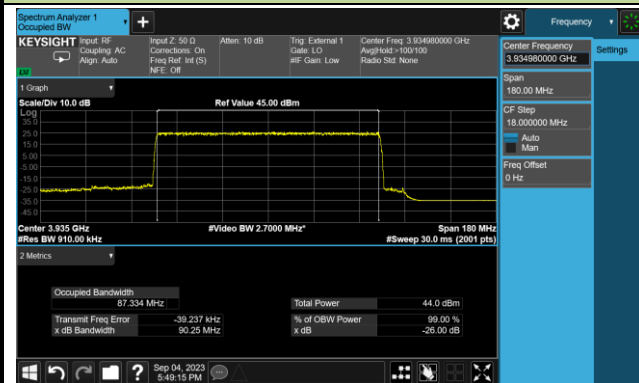 Spectrum Analyzer 1
Occupied BW
Frequency
KEYSIGHT
Input: RF
Coupling: AC
Align: Auto
Input Z: 50 Ω
Corrections: On
Freq Ref: Int (S)
NFE: Off
Atten: 10 dB
Trig: External 1
Gate: LO
#IF Gain: Low
Center Freq: 3.934980000 GHz
Avg|Hold:>100/100
Radio Std: None
1 Graph
Scale/Div 10.0 dB
Ref Value 45.00 dBm
Log
35.0
25.0
15.0
5.00
-5.00
-15.0
-25.0
-35.0
-45.0
Center 3.935 GHz
#Video BW 2.7000 MHz*
Span 180 MHz
#Res BW 910.00 kHz
#Sweep 30.0 ms (2001 pts)
2 Metrics
Occupied Bandwidth
87.334 MHz
Total Power
44.0 dBm
Transmit Freq Error
-39.237 kHz
% of OBW Power
99.00 %
x dB Bandwidth
90.25 MHz
x dB
-26.00 dB
Sep 04, 2023
5:49:15 PM
Center Frequency
3.934980000 GHz
Settings
Span
180.00 MHz
CF Step
18.000000 MHz
Auto
Man
Freq Offset
0 Hz